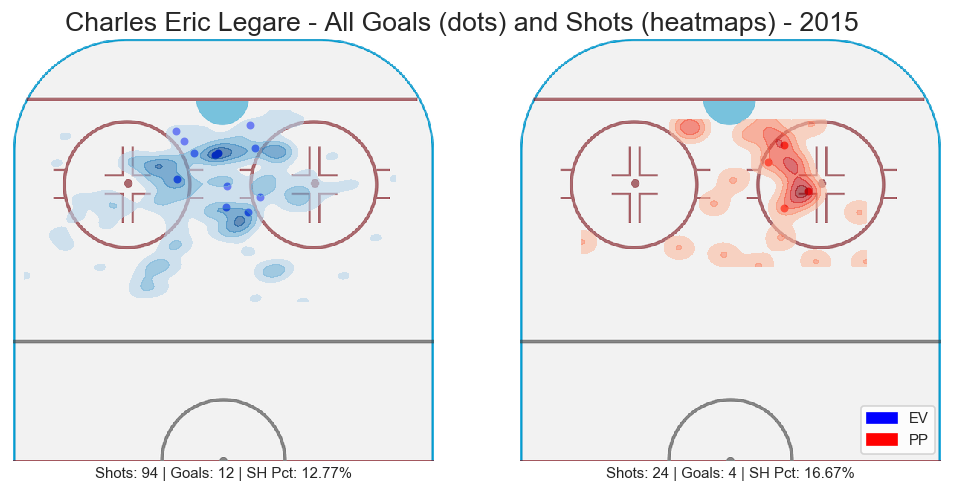 Charles Eric Legare - All Goals (dots) and Shots (heatmaps) - 2015
EV
PP
Shots: 94 | Goals: 12 | SH Pct: 12.77%
Shots: 24 | Goals: 4 | SH Pct: 16.67%